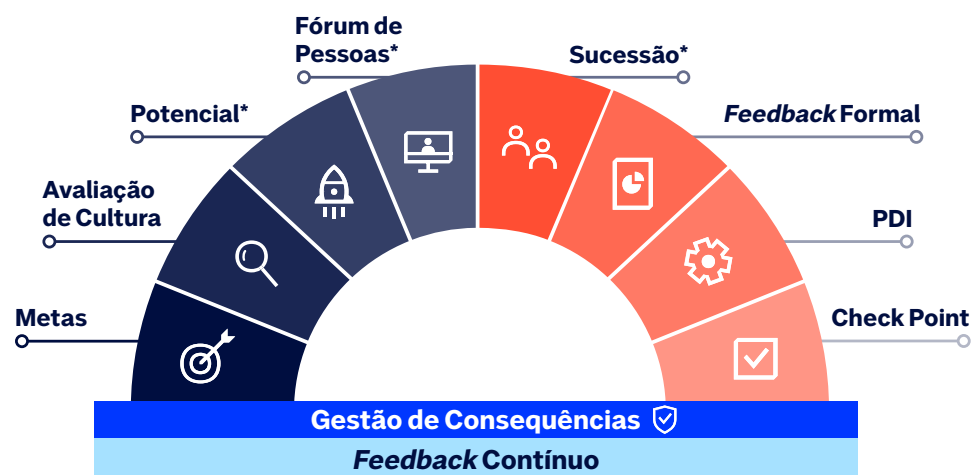 Metas
Avaliação
de Cultura
Potencial*
Fórum de
Pessoas*
Sucessão*
Feedback Formal
PDI
Check Point
Gestão de Consequências
Feedback Contínuo